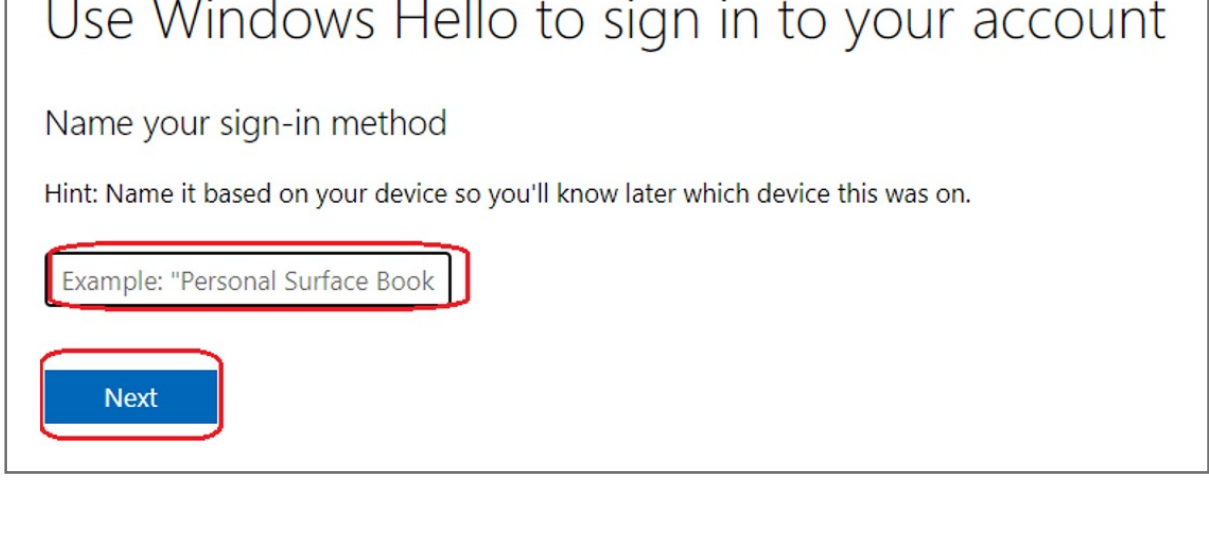 Use Windows Hello to sign in to your account
Name your sign-in method
Hint: Name it based on your device so you'll know later which device this was on.
Example: "Personal Surface Book
Next